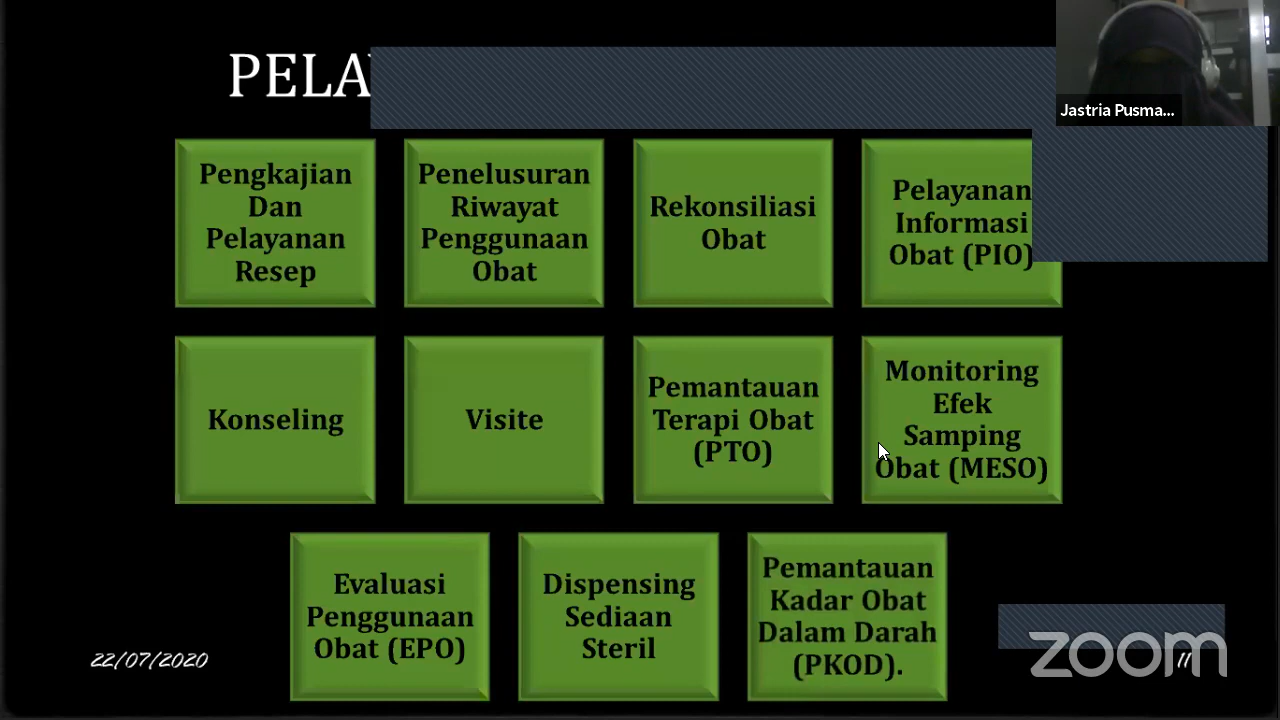 PELA
Jastria Pusma...
Pengkajian
Dan
Pelayanan
Resep
Penelusuran
Riwayat
Penggunaan
Obat
Rekonsiliasi
Obat
Pelayanan
Informasi
Obat (PIO)
Konseling
Visite
Pemantauan
Terapi Obat
(PTO)
Monitoring
Efek
Samping
Obat (MESO)
Evaluasi
Penggunaan
Obat (EPO)
Dispensing
Sediaan
Steril
Pemantauan
Kadar Obat
Dalam Darah
(PKOD).
22/07/2020
zoom
11